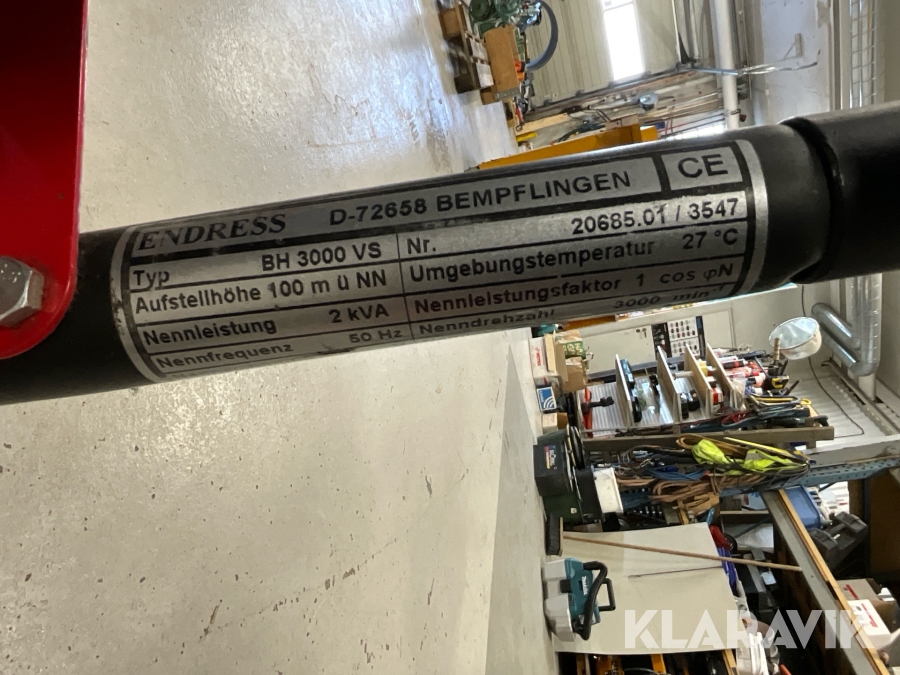 ENDRESS D-72658 BEMPFLINGEN CE
Typ BH 3000 VS Nr. 20685.01 / 3547
Aufstellhöhe 100 m ü NN Umgebungstemperatur 27 °C
Nennleistung 2 kVA Nennleistungsfaktor 1 cos φN
Nennfrequenz 50 Hz Nenndrehzahl 3000 min⁻¹
KLARAVIK